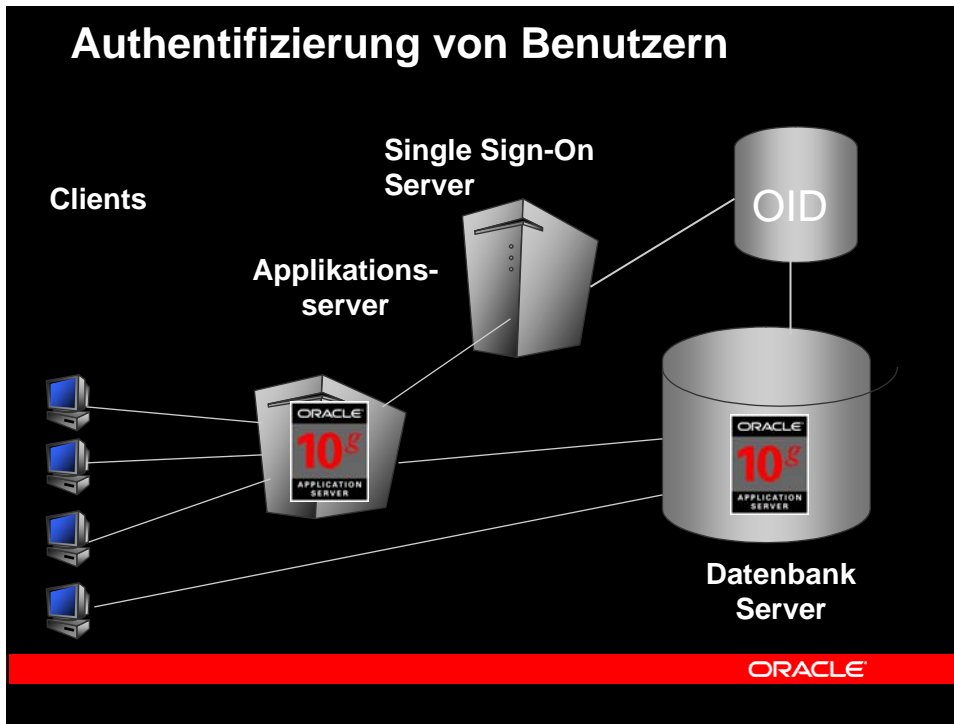 Authentifizierung von Benutzern
Single Sign-On
Server
OID
Clients
Applikations-
server
ORACLE
10g
APPLICATION
SERVER
ORACLE
10g
APPLICATION
SERVER
Datenbank
Server
ORACLE